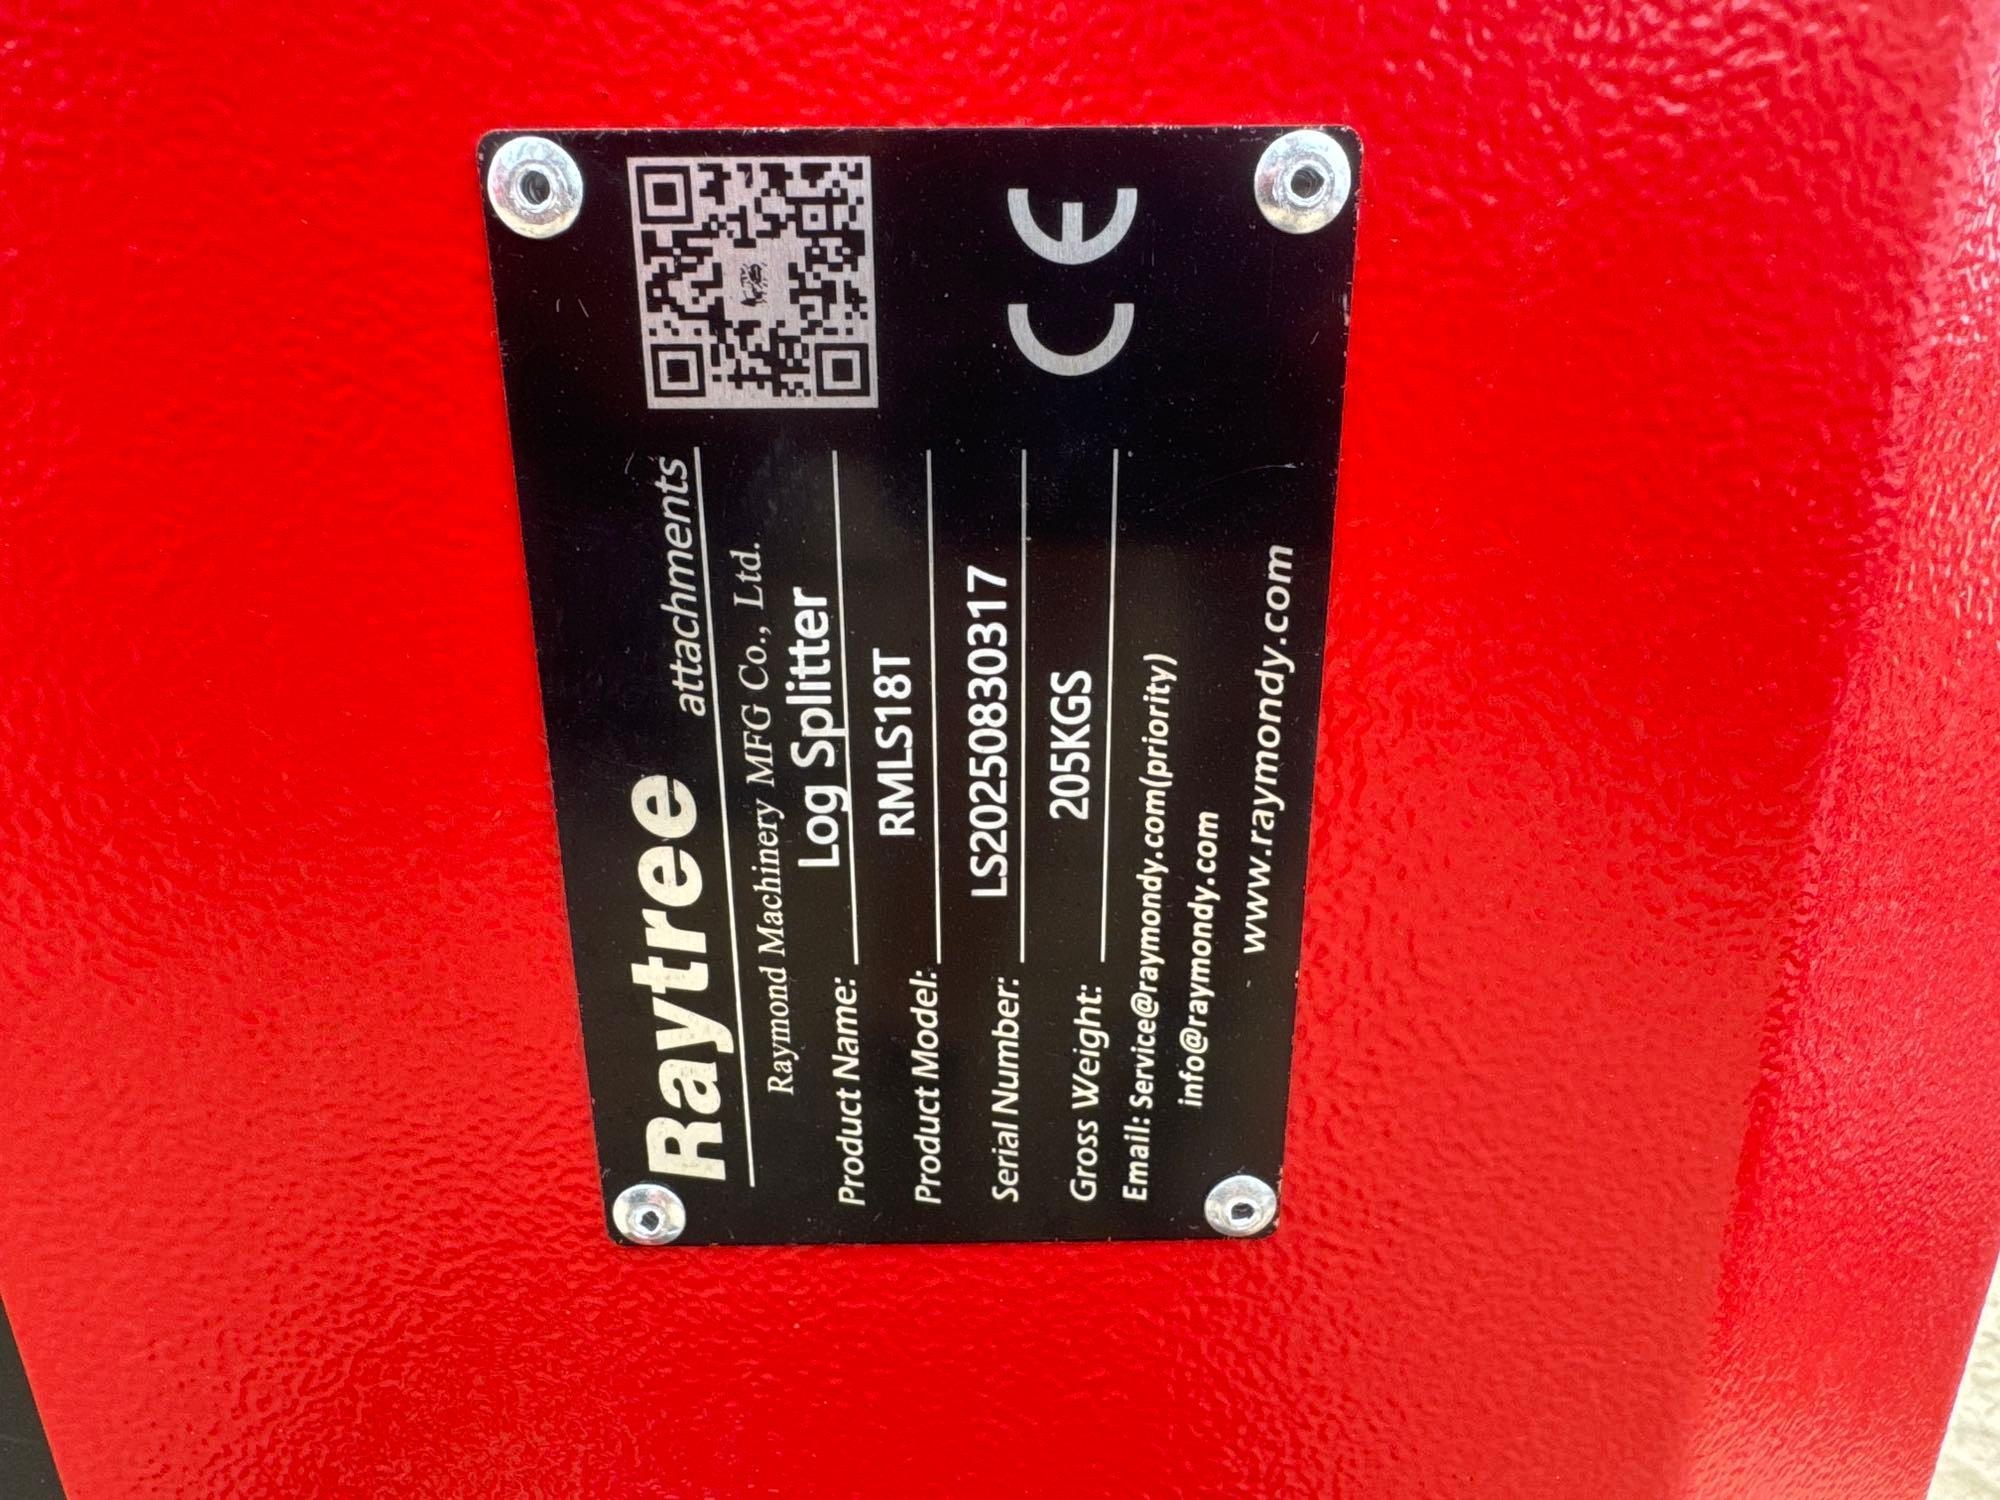 Raytree attachments
Raymond Machinery MFG Co., Ltd.
Product Name: Log Splitter
Product Model: RMLS18T
Serial Number: LS20250830317
Gross Weight: 205KGS
Email: Service@raymondy.com(priority)
info@raymondy.com
www.raymondy.com
CE